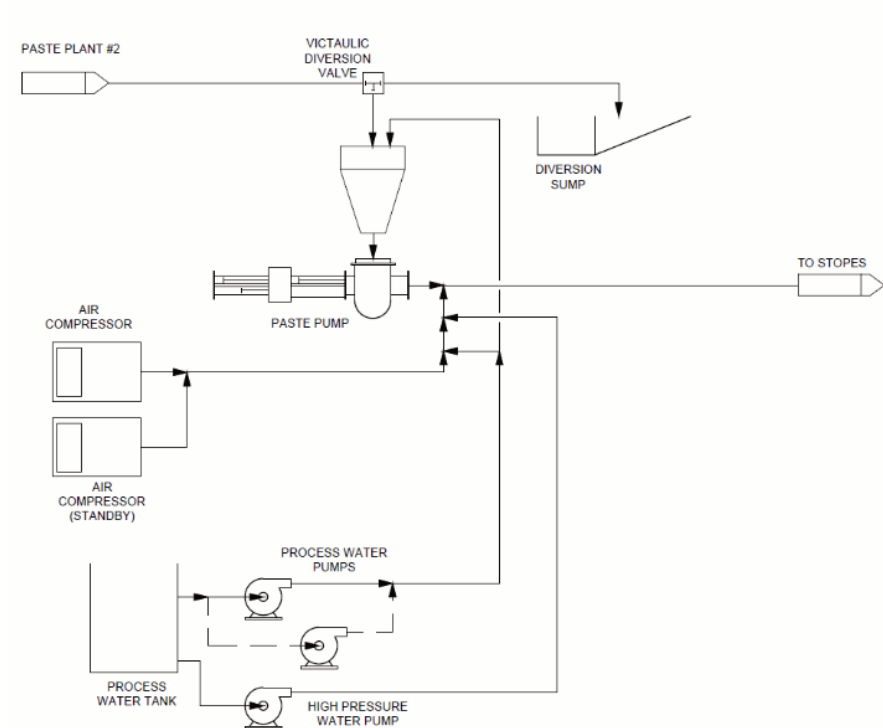 PASTE PLANT #2
VICTAULIC
DIVERSION
VALVE
DIVERSION
SUMP
TO STOPES
PASTE PUMP
AIR
COMPRESSOR
AIR
COMPRESSOR
(STANDBY)
PROCESS WATER
PUMPS
PROCESS
WATER TANK
HIGH PRESSURE
WATER PUMP